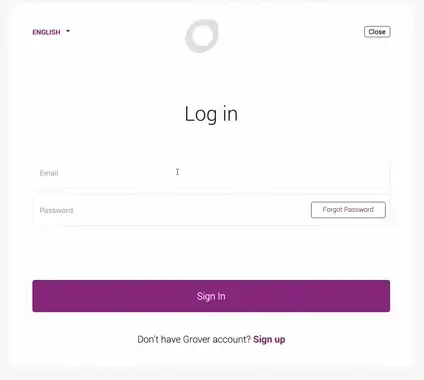 ENGLISH
Close
Log in
Email
Password
Forgot Password
Sign In
Don't have Grover account? Sign up